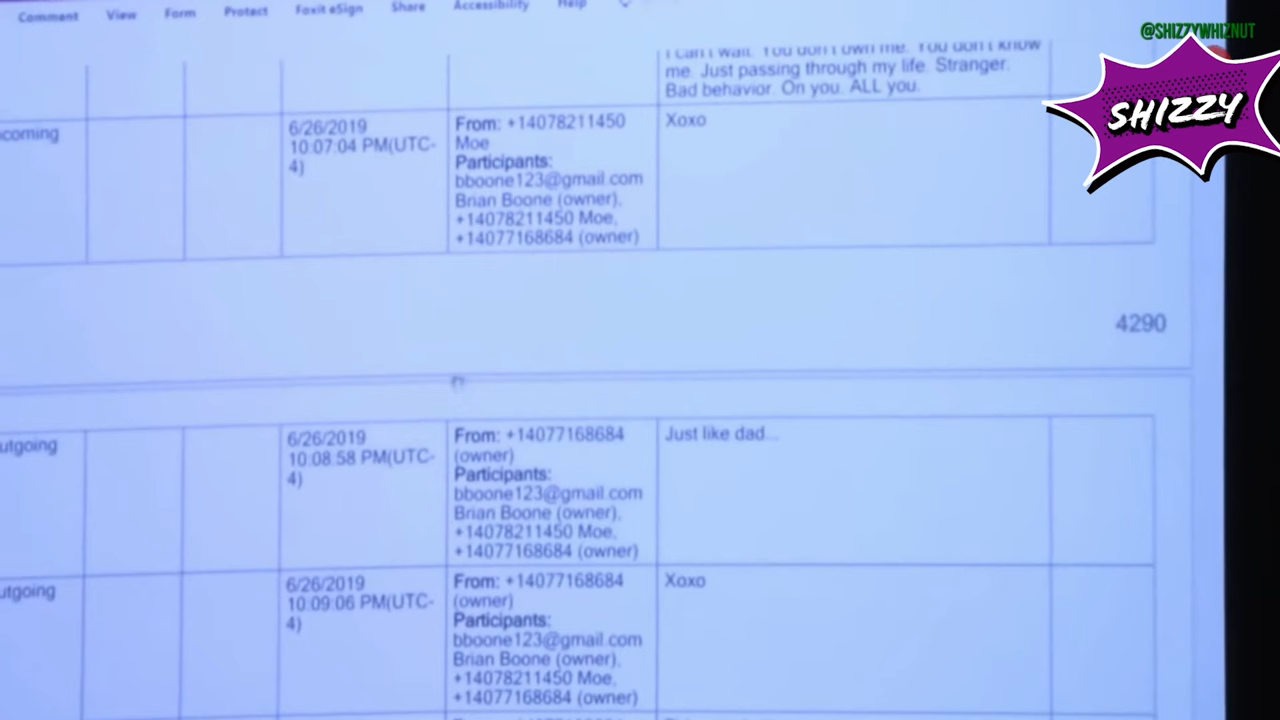 Comment View Form Protect Foxit eSign Share Accessibility Help
@SHIZZYWHIZNUT
SHIZZY
I can't wait. You don't own me. You don't know
me. Just passing through my life. Stranger.
Bad behavior. On you. ALL you.
coming
6/26/2019
10:07:04 PM(UTC-
4)
From: +14078211450
Moe
Participants:
bboone123@gmail.com
Brian Boone (owner),
+14078211450 Moe,
+14077168684 (owner)
Xoxo
4290
utgoing
6/26/2019
10:08:58 PM(UTC-
4)
From: +14077168684
(owner)
Participants:
bboone123@gmail.com
Brian Boone (owner),
+14078211450 Moe,
+14077168684 (owner)
Just like dad...
utgoing
6/26/2019
10:09:06 PM(UTC-
4)
From: +14077168684
(owner)
Participants:
bboone123@gmail.com
Brian Boone (owner),
+14078211450 Moe,
+14077168684 (owner)
Xoxo